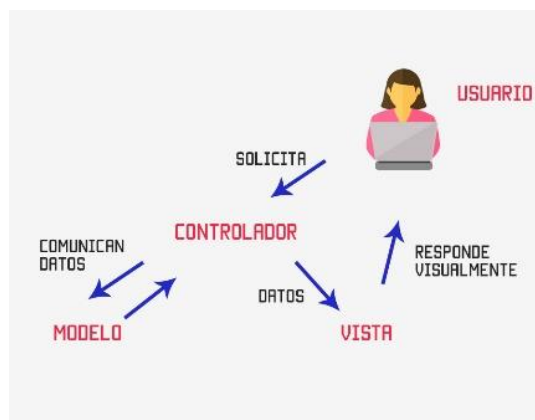 USUARIO
SOLICITA
CONTROLADOR
COMUNICAN
DATOS
RESPONDE
VISUALMENTE
DATOS
MODELO
VISTA